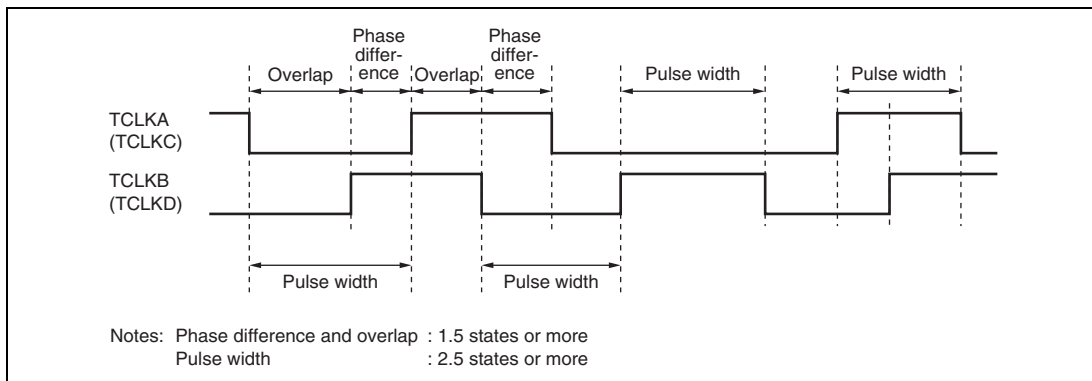 Phase differ-ence
Phase differ-ence
Overlap
Overlap
Pulse width
Pulse width
TCLKA
(TCLKC)
TCLKB
(TCLKD)
Pulse width
Pulse width
Notes: Phase difference and overlap : 1.5 states or more
Pulse width : 2.5 states or more